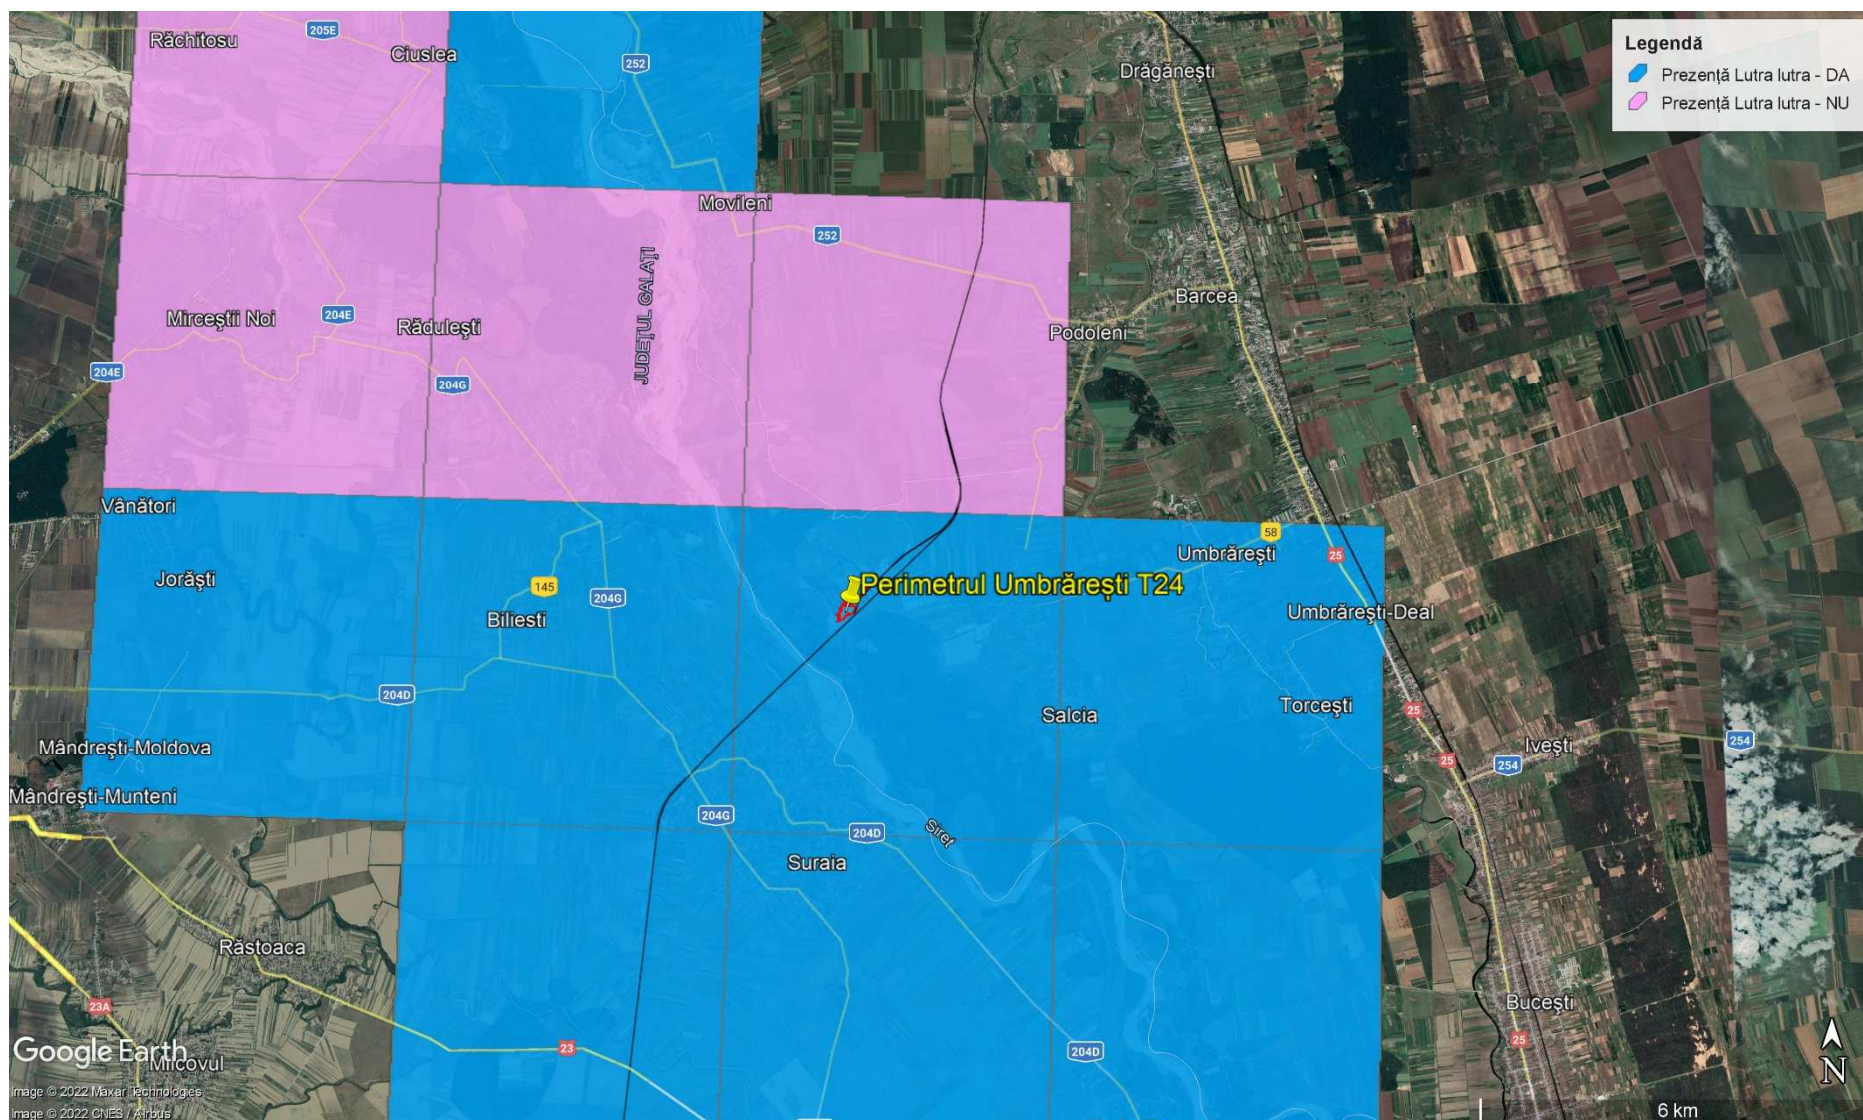 Legendă
Prezență Lutra lutra - DA
Prezență Lutra lutra - NU
Răchitosu
205E
Ciuslea
252
Drăgănești
Movileni
252
JUDEȚUL GALAȚI
Barcea
Mirceștii Noi
204E
Rădulești
Podoleni
204E
204G
Vânători
58
Umbrărești
25
Jorăști
145
204G
Perimetrul Umbrărești T24
Biliesti
Umbrărești-Deal
204D
Salcia
Torcești
25
Mândrești-Moldova
Ivești
254
25
254
Mândrești-Munteni
204G
204D
Siret
Suraia
Răstoaca
23A
Bucești
23
204D
25
Google Earth
Milcovul
N
Image © 2022 Maxar Technologies
Image © 2022 CNES / Airbus
6 km